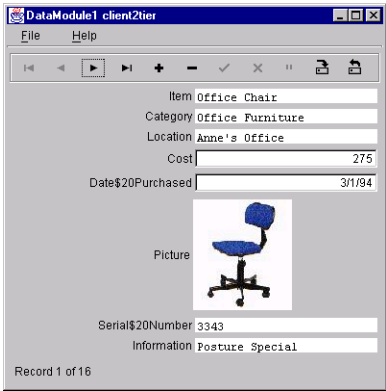 DataModule1 client2tier
File Help
Item Office Chair
Category Office Furniture
Location Anne's Office
Cost 275
Date$20Purchased 3/1/94
Picture
Serial$20Number 3343
Information Posture Special
Record 1 of 16